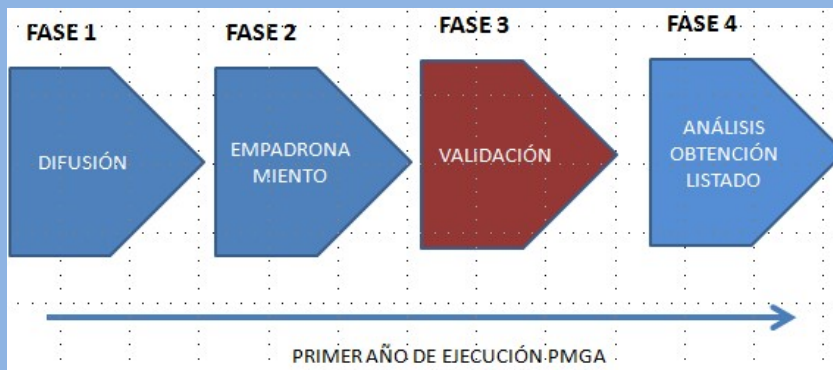 FASE 1
FASE 2
FASE 3
FASE 4
DIFUSIÓN
EMPADRONA
MIENTO
VALIDACIÓN
ANÁLISIS
OBTENCIÓN
LISTADO
PRIMER AÑO DE EJECUCIÓN PMGA